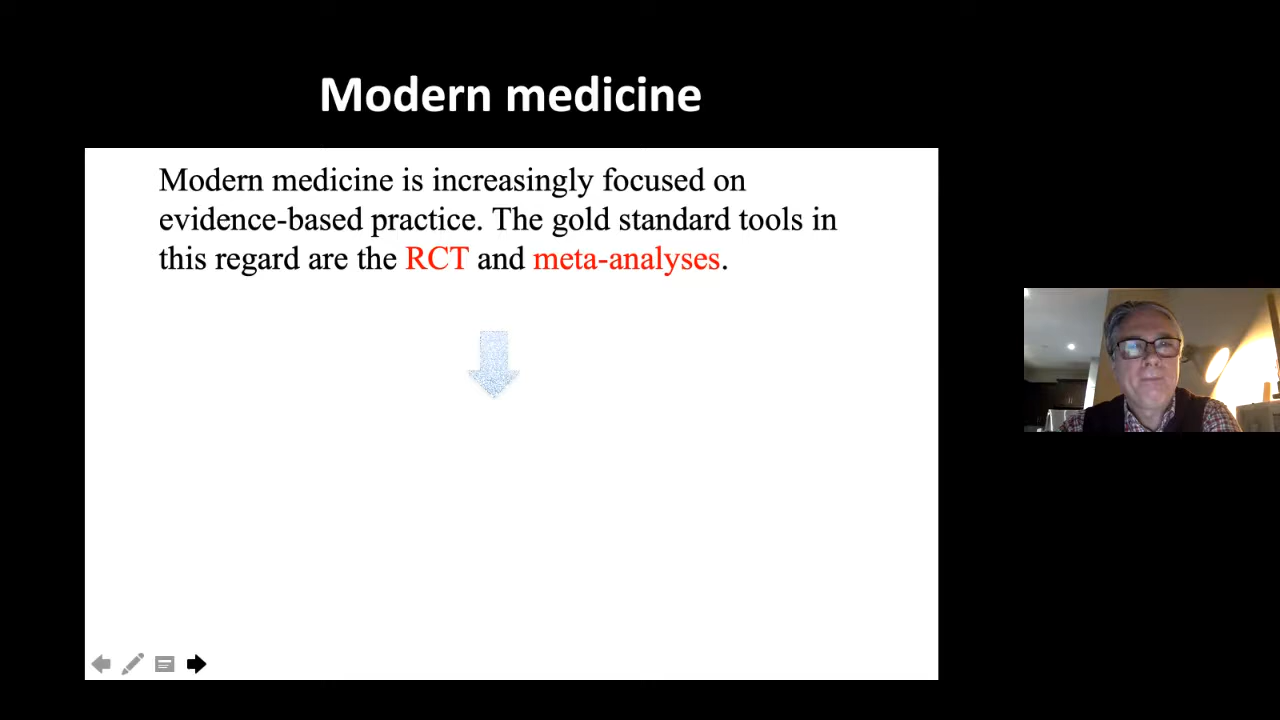 Modern medicine
Modern medicine is increasingly focused on
evidence-based practice. The gold standard tools in
this regard are the RCT and meta-analyses.